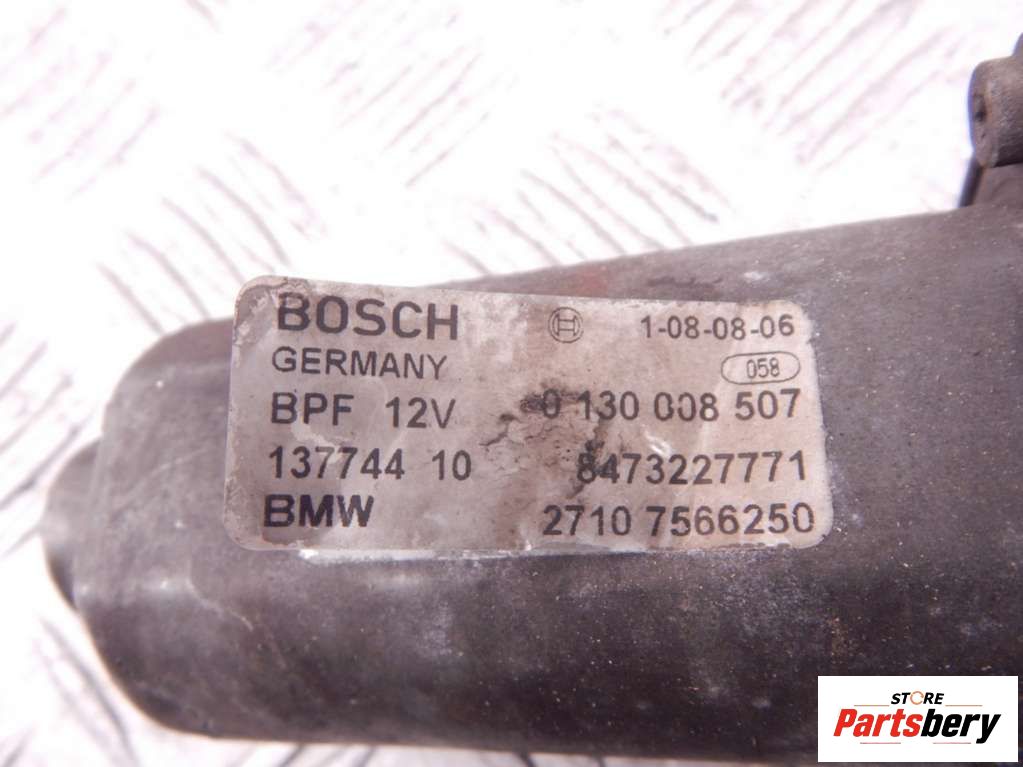 BOSCH 1-08-08-06
GERMANY 058
BPF 12V 0 130 008 507
137744 10 8473227771
BMW 2710 7566250
STORE
Partsbery